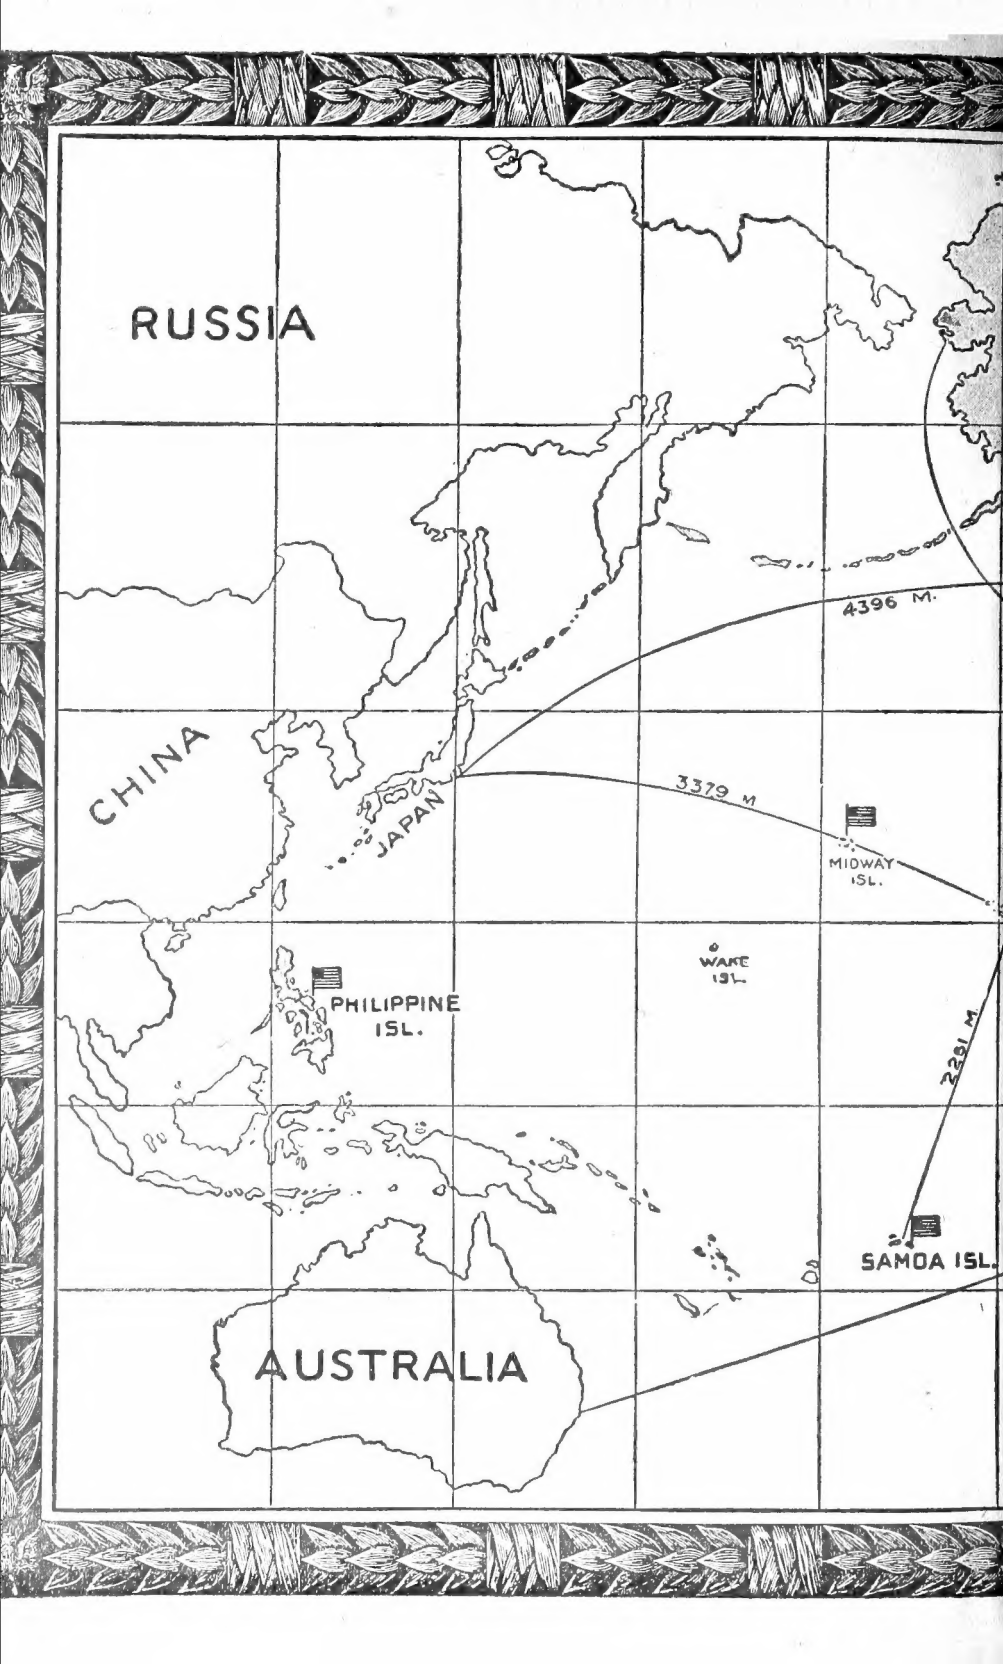 RUSSIA
4396 M.
CHINA
JAPAN
3379 M
MIDWAY
ISL.
WAKE
ISL
PHILIPPINE
ISL.
2281 M.
SAMOA ISL.
AUSTRALIA